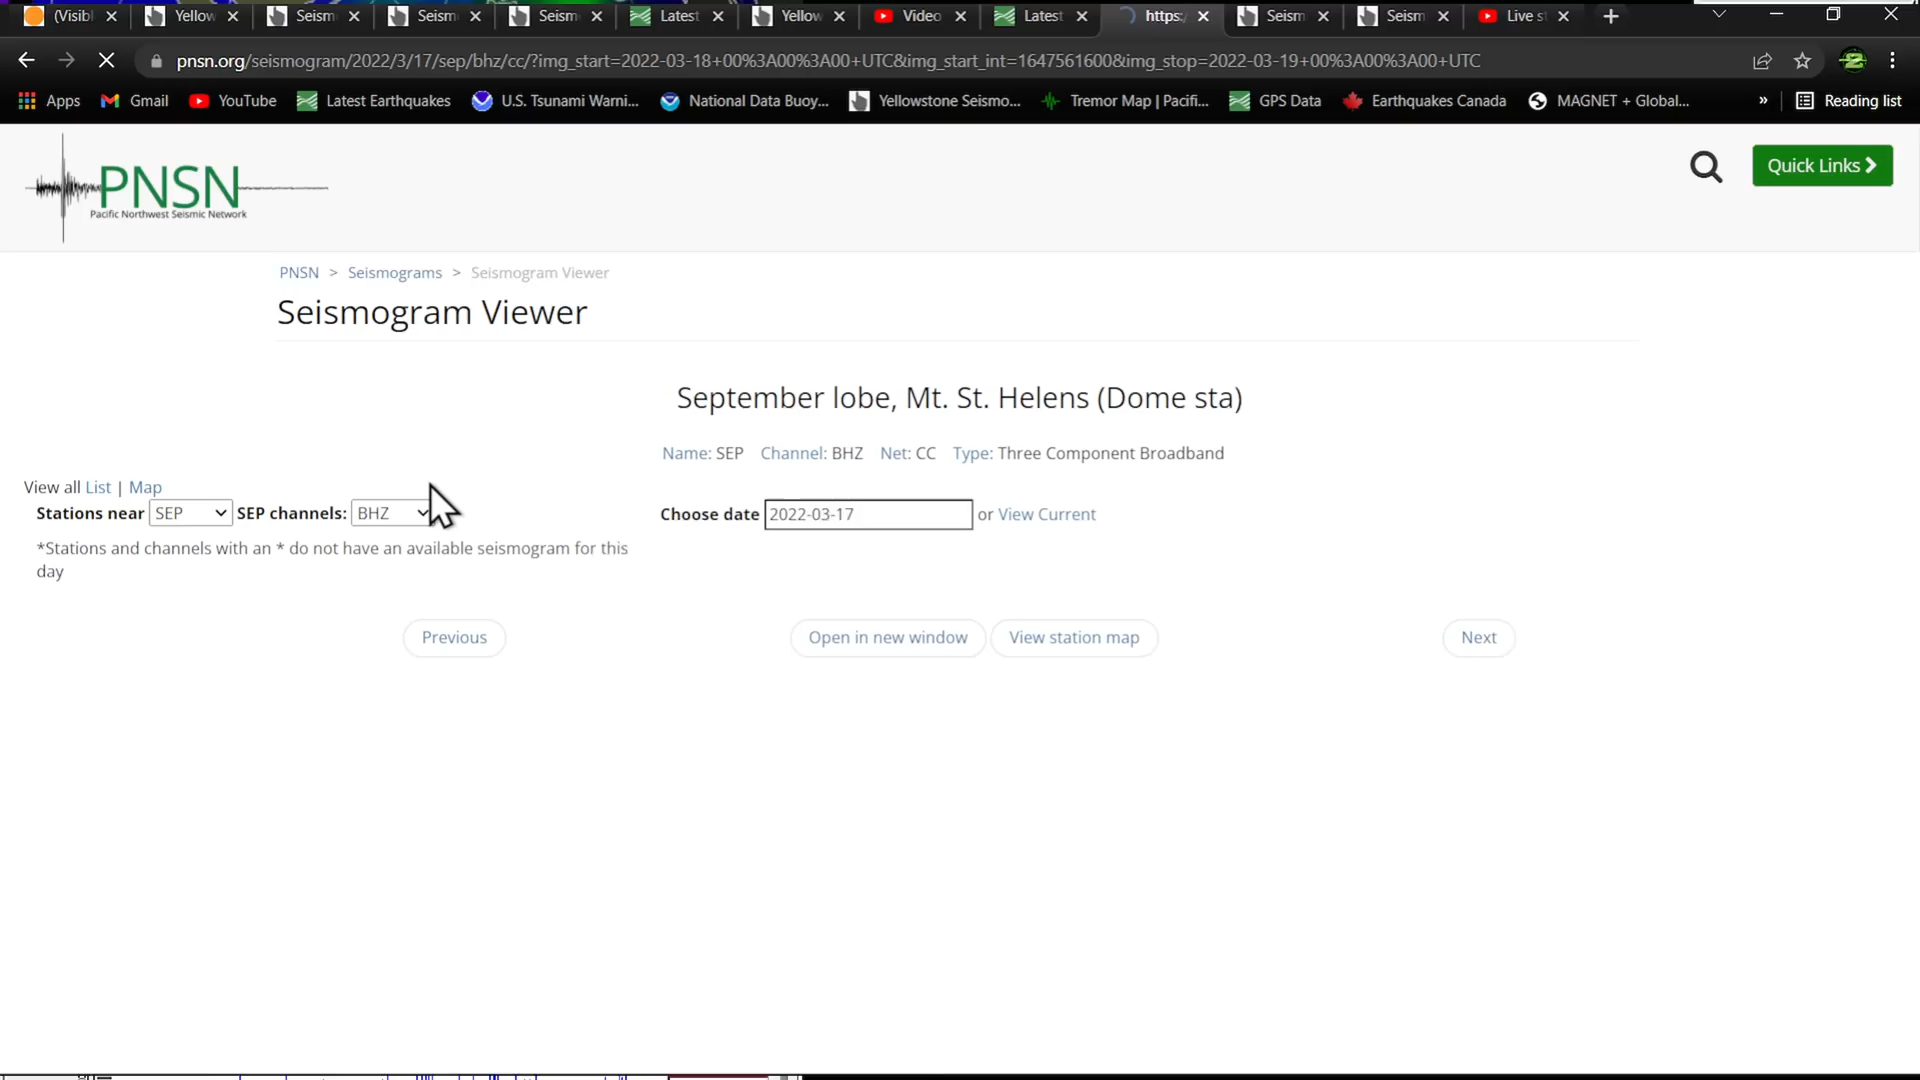 (Visibl
Yellow
Seism
Seism
Seism
Latest
Yellow
Video
Latest
https:/
Seism
Seism
Live st
pnsn.org/seismogram/2022/3/17/sep/bhz/cc/?img_start=2022-03-18+00%3A00%3A00+UTC&img_start_int=1647561600&img_stop=2022-03-19+00%3A00%3A00+UTC
Apps Gmail YouTube Latest Earthquakes U.S. Tsunami Warni... National Data Buoy... Yellowstone Seismo... Tremor Map | Pacifi... GPS Data Earthquakes Canada MAGNET + Global... » Reading list
PNSN
Pacific Northwest Seismic Network
Quick Links
PNSN > Seismograms > Seismogram Viewer
Seismogram Viewer
September lobe, Mt. St. Helens (Dome sta)
Name: SEP Channel: BHZ Net: CC Type: Three Component Broadband
View all List | Map
Stations near SEP SEP channels: BHZ
Choose date 2022-03-17 or View Current
*Stations and channels with an * do not have an available seismogram for this
day
Previous Open in new window View station map Next